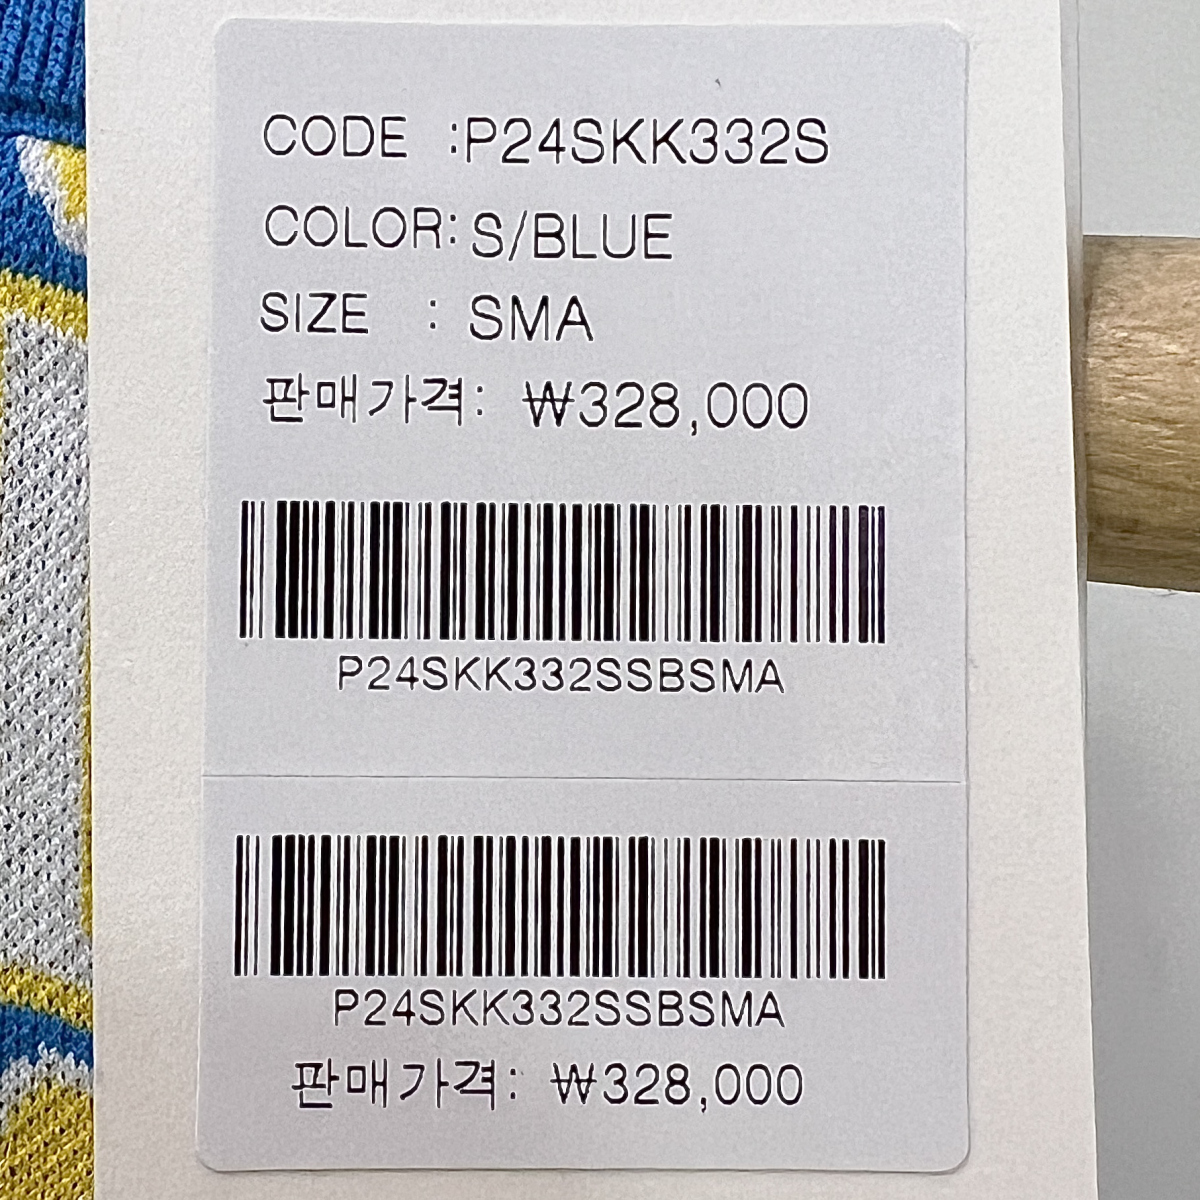 CODE :P24SKK332S
COLOR: S/BLUE
SIZE : SMA
판매가격: ₩328,000
P24SKK332SSBSMA
P24SKK332SSBSMA
판매가격: ₩328,000